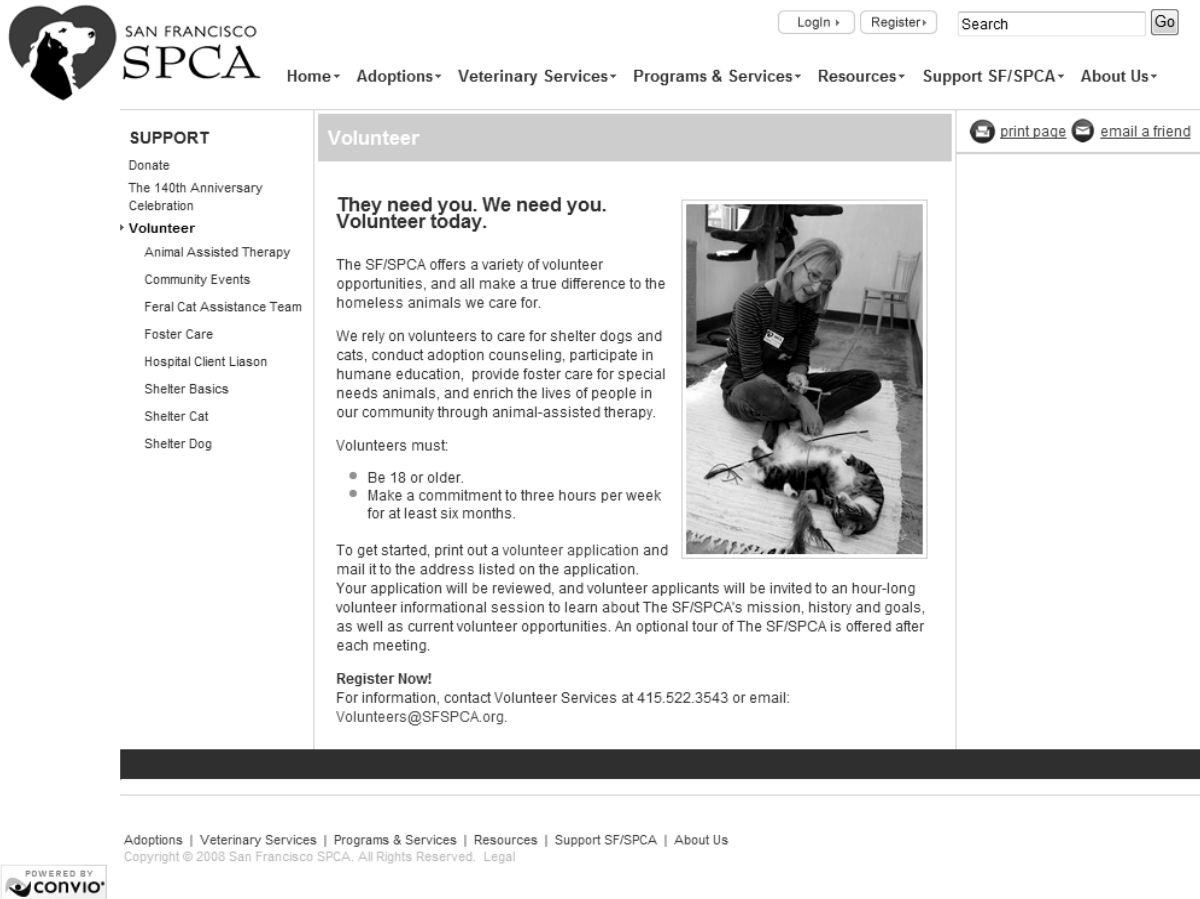 SAN FRANCISCO
SPCA
LogIn
Register
Search
Go
Home
Adoptions
Veterinary Services
Programs & Services
Resources
Support SF/SPCA
About Us
SUPPORT
Donate
The 140th Anniversary
Celebration
Volunteer
Animal Assisted Therapy
Community Events
Feral Cat Assistance Team
Foster Care
Hospital Client Liason
Shelter Basics
Shelter Cat
Shelter Dog
Volunteer
print page
email a friend
They need you. We need you.
Volunteer today.
The SF/SPCA offers a variety of volunteer
opportunities, and all make a true difference to the
homeless animals we care for.
We rely on volunteers to care for shelter dogs and
cats, conduct adoption counseling, participate in
humane education,  provide foster care for special
needs animals, and enrich the lives of people in
our community through animal-assisted therapy.
Volunteers must:
Be 18 or older.
Make a commitment to three hours per week
for at least six months.
To get started, print out a volunteer application and
mail it to the address listed on the application.
Your application will be reviewed, and volunteer applicants will be invited to an hour-long
volunteer informational session to learn about The SF/SPCA's mission, history and goals,
as well as current volunteer opportunities. An optional tour of The SF/SPCA is offered after
each meeting.
Register Now!
For information, contact Volunteer Services at 415.522.3543 or email:
Volunteers@SFSPCA.org.
Adoptions | Veterinary Services | Programs & Services | Resources | Support SF/SPCA | About Us
Copyright © 2008 San Francisco SPCA. All Rights Reserved.  Legal
POWERED BY
CONVIO